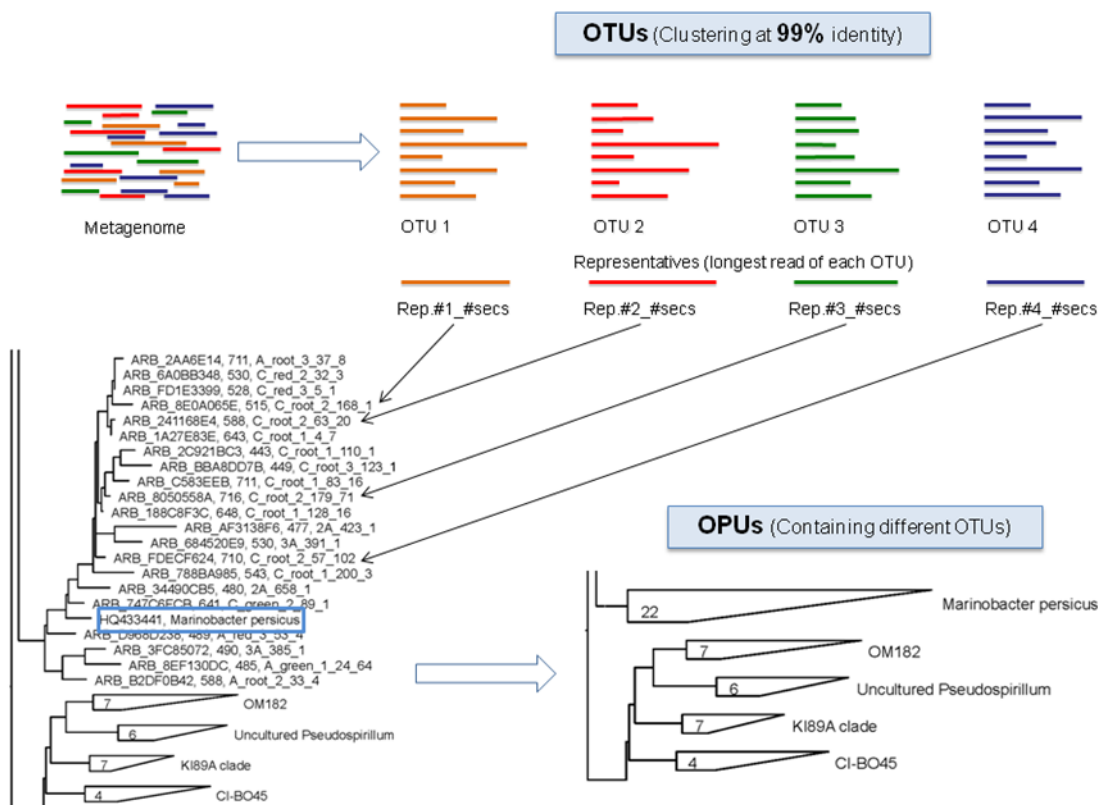 OTUs (Clustering at 99% identity)
Metagenome
OTU 1
OTU 2
OTU 3
OTU 4
Representatives (longest read of each OTU)
Rep.#1_#secs
Rep.#2_#secs
Rep.#3_#secs
Rep.#4_#secs
ARB_2AA6E14, 711, A_root_3_37_8
ARB_6A0BB348, 530, C_red_2_32_3
ARB_FD1E3399, 528, C_red_3_5_1
ARB_8E0A065E, 515, C_root_2_168_1
ARB_241168E4, 588, C_root_2_63_20
ARB_1A27E83E, 643, C_root_1_4_7
ARB_2C921BC3, 443, C_root_1_110_1
ARB_BBA8DD7B, 449, C_root_3_123_1
ARB_C583EEB, 711, C_root_1_83_16
ARB_8050558A, 716, C_root_2_179_71
ARB_188C8F3C, 648, C_root_1_128_16
ARB_AF3138F6, 477, 2A_423_1
ARB_684520E9, 530, 3A_391_1
ARB_FDECF624, 710, C_root_2_57_102
ARB_788BA985, 543, C_root_1_200_3
ARB_34490CB5, 480, 2A_658_1
ARB_747C6ECB, 641, C_green_2_89_1
HQ433441, Marinobacter persicus
ARB_D968D238, 489, A_red_3_53_4
ARB_3FC85072, 490, 3A_385_1
ARB_8EF130DC, 485, A_green_1_24_64
ARB_B2DF0B42, 588, A_root_2_33_4
7
OM182
6
Uncultured Pseudospirillum
7
KI89A clade
4
CI-BO45
OPUs (Containing different OTUs)
22
Marinobacter persicus
7
OM182
6
Uncultured Pseudospirillum
7
KI89A clade
4
CI-BO45